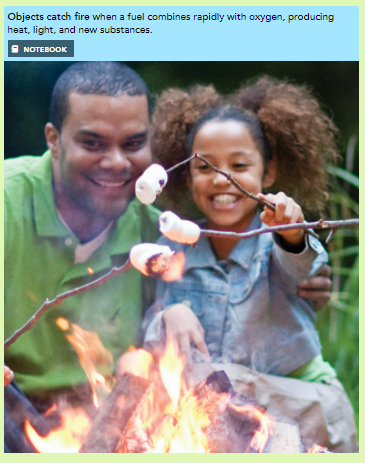 Objects catch fire when a fuel combines rapidly with oxygen, producing
heat, light, and new substances.
NOTEBOOK